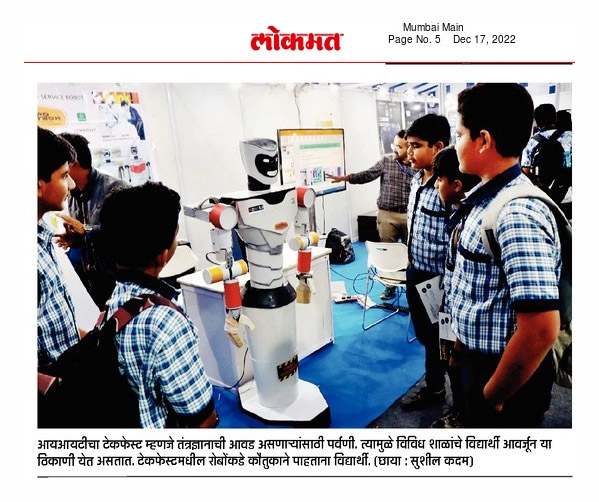 लोकमत
Mumbai Main
Page No. 5 Dec 17, 2022
SERVICE ROBOT
आयआयटीचा टेकफेस्ट म्हणजे तंत्रज्ञानाची आवड असणाऱ्यांसाठी पर्वणी. त्यामुळे विविध शाळांचे विद्यार्थी आवर्जून या
ठिकाणी येत असतात. टेकफेस्टमधील रोबोंकडे कौतुकाने पाहताना विद्यार्थी. (छाया : सुशील कदम)